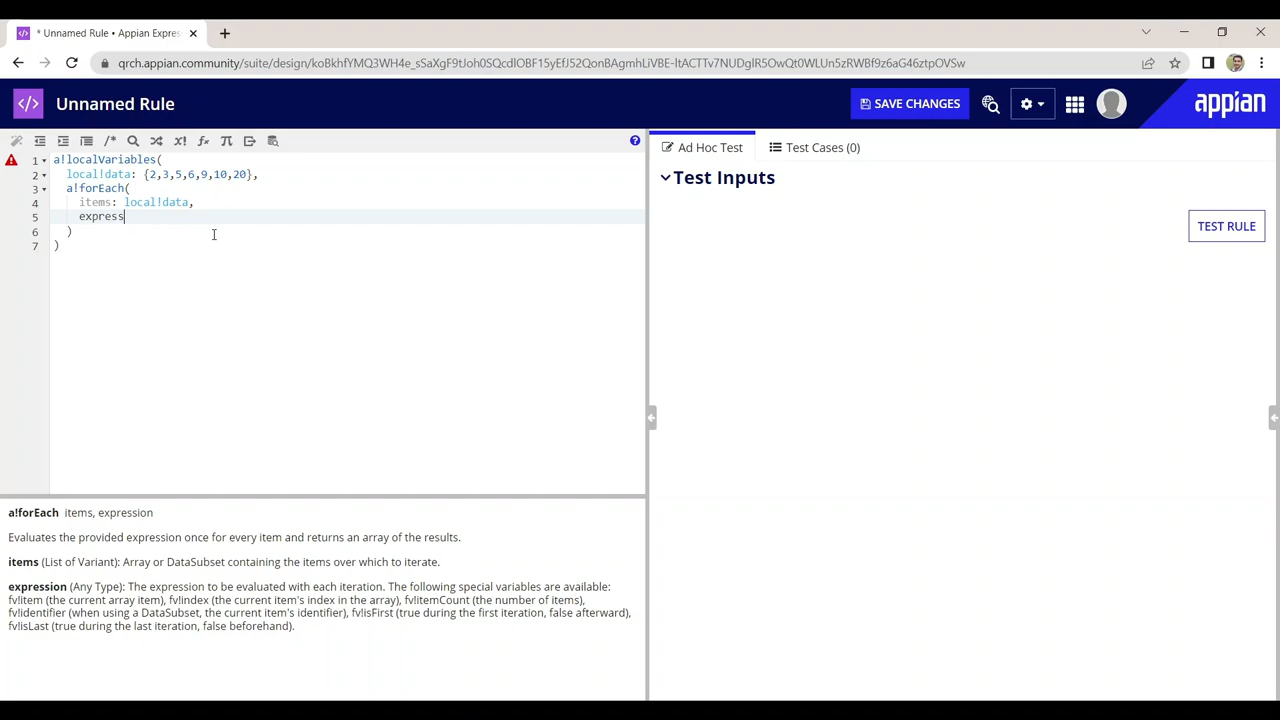 * Unnamed Rule • Appian Expres
qrch.appian.community/suite/design/koBkhfYMQ3WH4e_sSaXgF9tJoh0SQcdlOBF15yEfJ52QonBAgmhLiVBE-ltACTTv7NUDglR5OwQt0WLUn5zRWBf9z6aG46ztpOVSw
</> Unnamed Rule
SAVE CHANGES
appian
1 a!localVariables(
2 local!data: {2,3,5,6,9,10,20},
3 a!forEach(
4 items: local!data,
5 express
6 )
7 )
Ad Hoc Test
Test Cases (0)
Test Inputs
TEST RULE
a!forEach items, expression
Evaluates the provided expression once for every item and returns an array of the results.
items (List of Variant): Array or DataSubset containing the items over which to iterate.
expression (Any Type): The expression to be evaluated with each iteration. The following special variables are available:
fv!item (the current array item), fv!index (the current item's index in the array), fv!itemCount (the number of items),
fv!identifier (when using a DataSubset, the current item's identifier), fv!isFirst (true during the first iteration, false afterward),
fv!isLast (true during the last iteration, false beforehand).